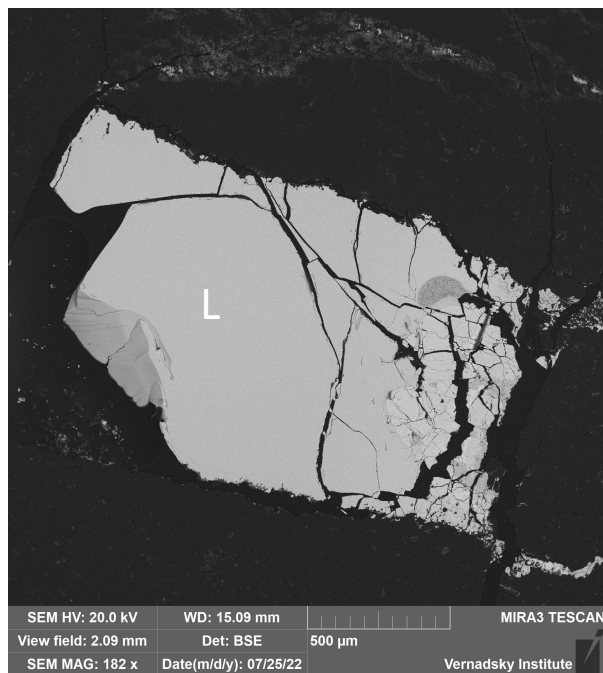 L
SEM HV: 20.0 kV WD: 15.09 mm MIRA3 TESCAN
View field: 2.09 mm Det: BSE 500 µm
SEM MAG: 182 x Date(m/d/y): 07/25/22 Vernadsky Institute